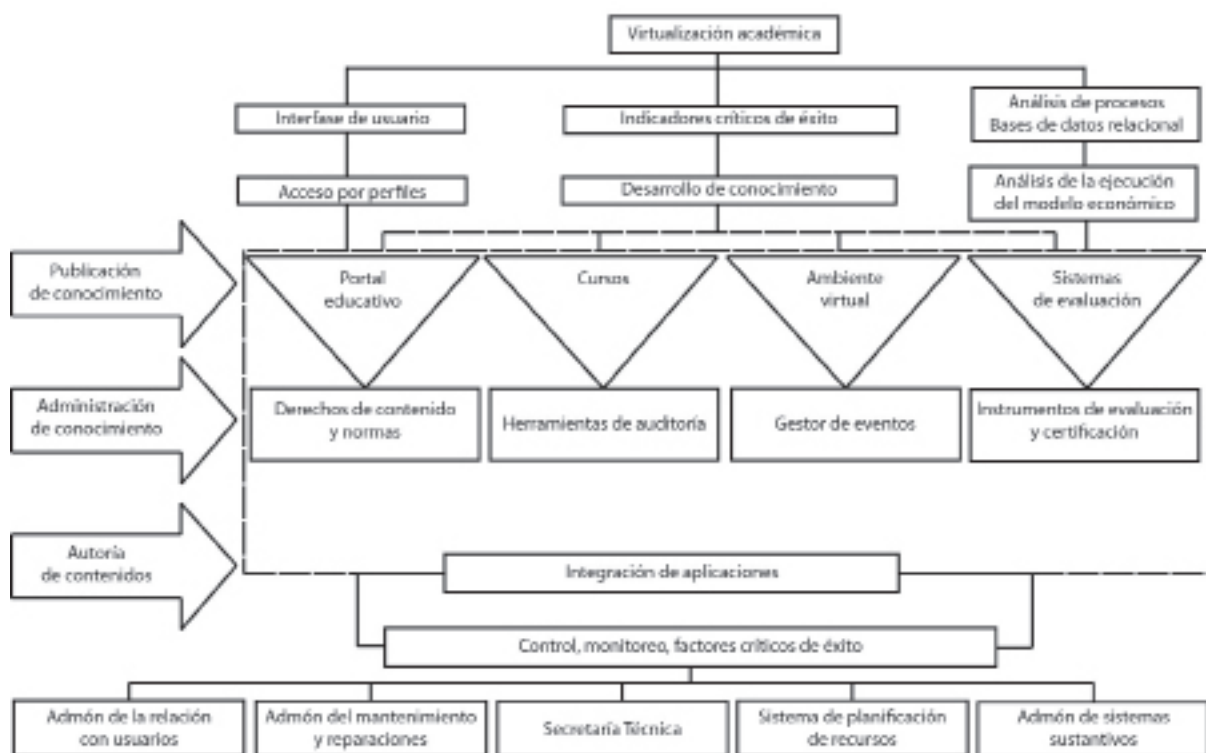 Virtualización académica
Interfase de usuario
Indicadores críticos de éxito
Análisis de procesos
Bases de datos relacional
Acceso por perfiles
Desarrollo de conocimiento
Análisis de la ejecución
del modelo económico
Publicación
de conocimiento
Portal
educativo
Cursos
Ambiente
virtual
Sistemas
de evaluación
Administración
de conocimiento
Derechos de contenido
y normas
Herramientas de auditoría
Gestor de eventos
Instrumentos de evaluación
y certificación
Autoría
de contenidos
Integración de aplicaciones
Control, monitoreo, factores críticos de éxito
Admón de la relación
con usuarios
Admón del mantenimiento
y reparaciones
Secretaría Técnica
Sistema de planificación
de recursos
Admón de sistemas
sustantivos